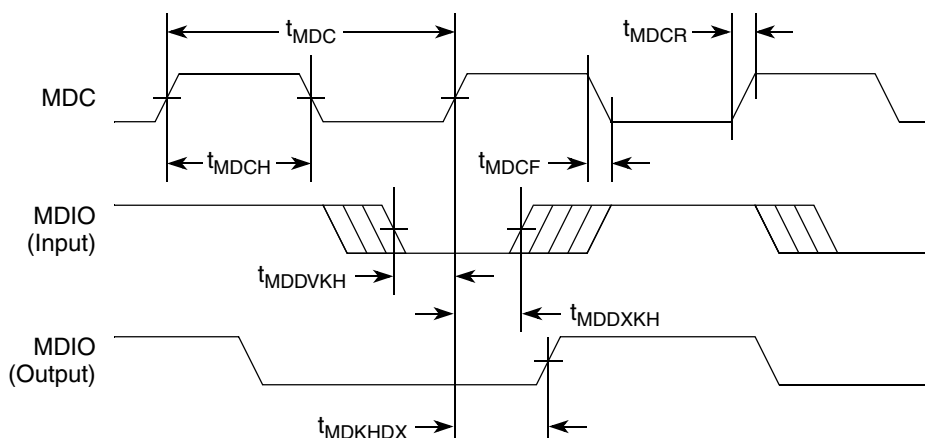 tMDC
tMDCR
MDC
tMDCH
tMDCF
MDIO
(Input)
tMDDVKH
tMDDXKH
MDIO
(Output)
tMDKHDX